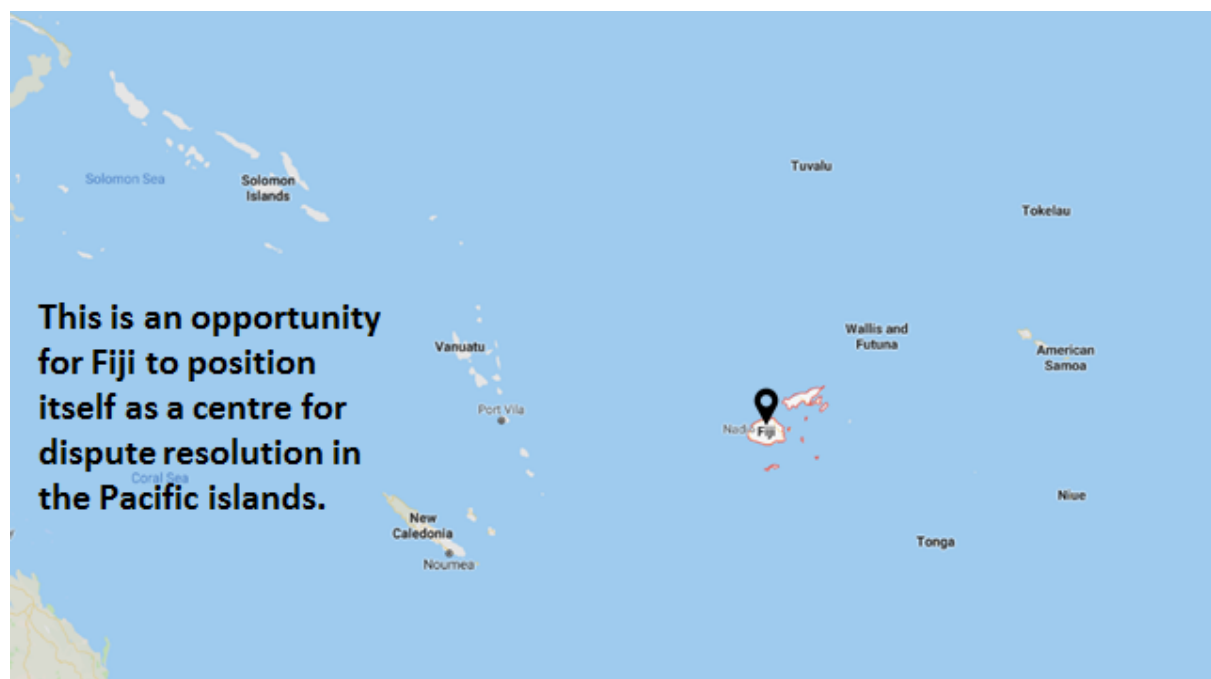 Tuvalu
Solomon Sea
Solomon
Islands
Tokelau
This is an opportunity
for Fiji to position
itself as a centre for
dispute resolution in
the Pacific islands.
Coral Sea
Wallis and
Futuna
Vanuatu
American
Samoa
Port Vila
Nadi
Fiji
New
Caledonia
Noumea
Niue
Tonga